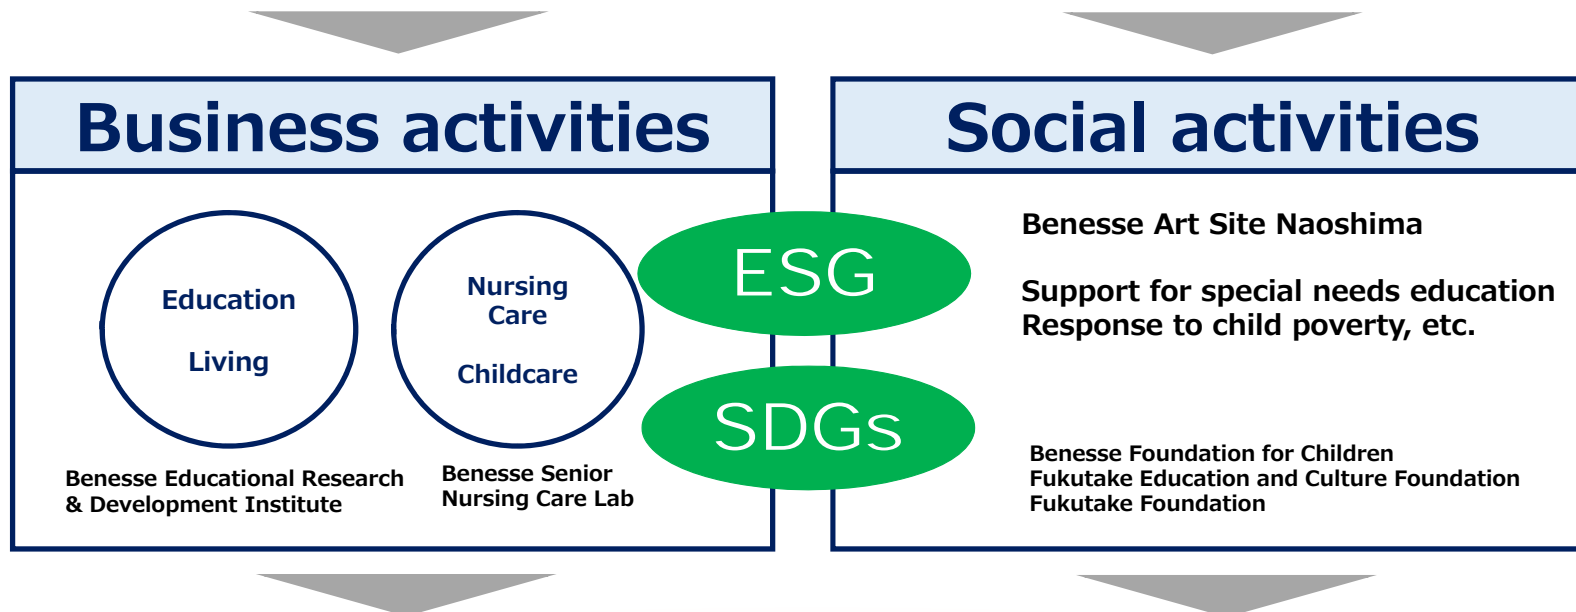 Business activities
Education
Living
Nursing
Care
Childcare
Benesse Educational Research
& Development Institute
Benesse Senior
Nursing Care Lab
ESG
SDGs
Social activities
Benesse Art Site Naoshima
Support for special needs education
Response to child poverty, etc.
Benesse Foundation for Children
Fukutake Education and Culture Foundation
Fukutake Foundation